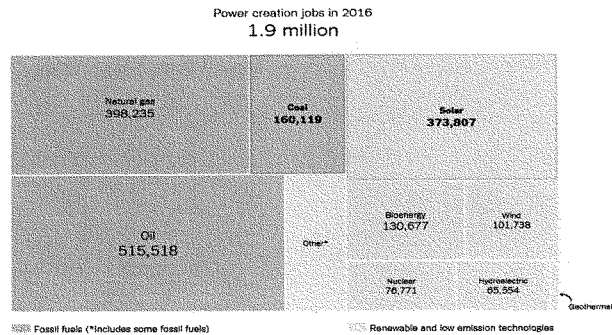 Power creation jobs in 2016
1.9 million
Natural gas
398,235
Coal
160,119
Solar
373,807
Oil
515,518
Other*
Bioenergy
130,677
Wind
101,738
Nuclear
76,771
Hydroelectric
65,554
Geothermal
Fossil fuels (*includes some fossil fuels)
Renewable and low emission technologies